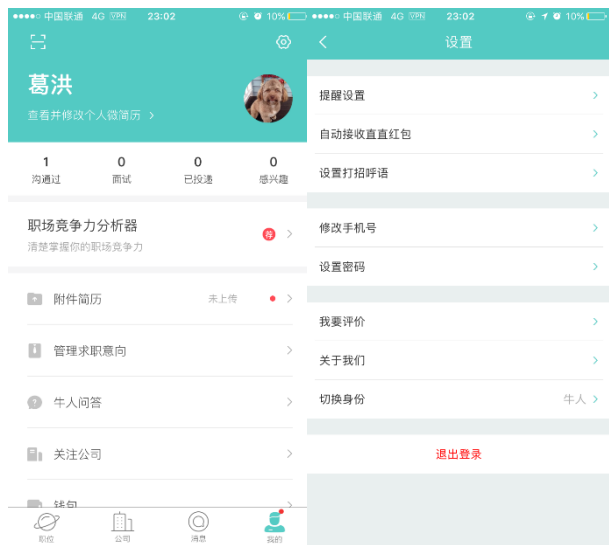 中国联通 4G VPN 23:02 10%
葛洪
查看并修改个人微简历
1 0 0 0
沟通过 面试 已投递 感兴趣
职场竞争力分析器 荐
清楚掌握你的职场竞争力
附件简历 未上传
管理求职意向
牛人问答
关注公司
钱包
职位 公司 消息 我的
中国联通 4G VPN 23:02 10%
设置
提醒设置
自动接收直直红包
设置打招呼语
修改手机号
设置密码
我要评价
关于我们
切换身份 牛人
退出登录